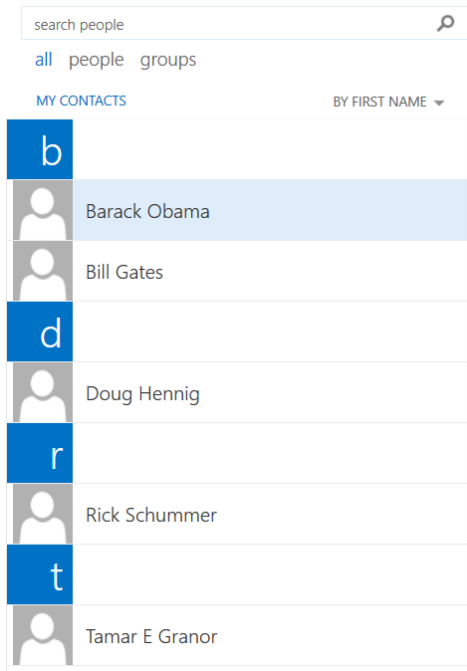 search people
all people groups
MY CONTACTS BY FIRST NAME
b
Barack Obama
Bill Gates
d
Doug Hennig
r
Rick Schummer
t
Tamar E Granor